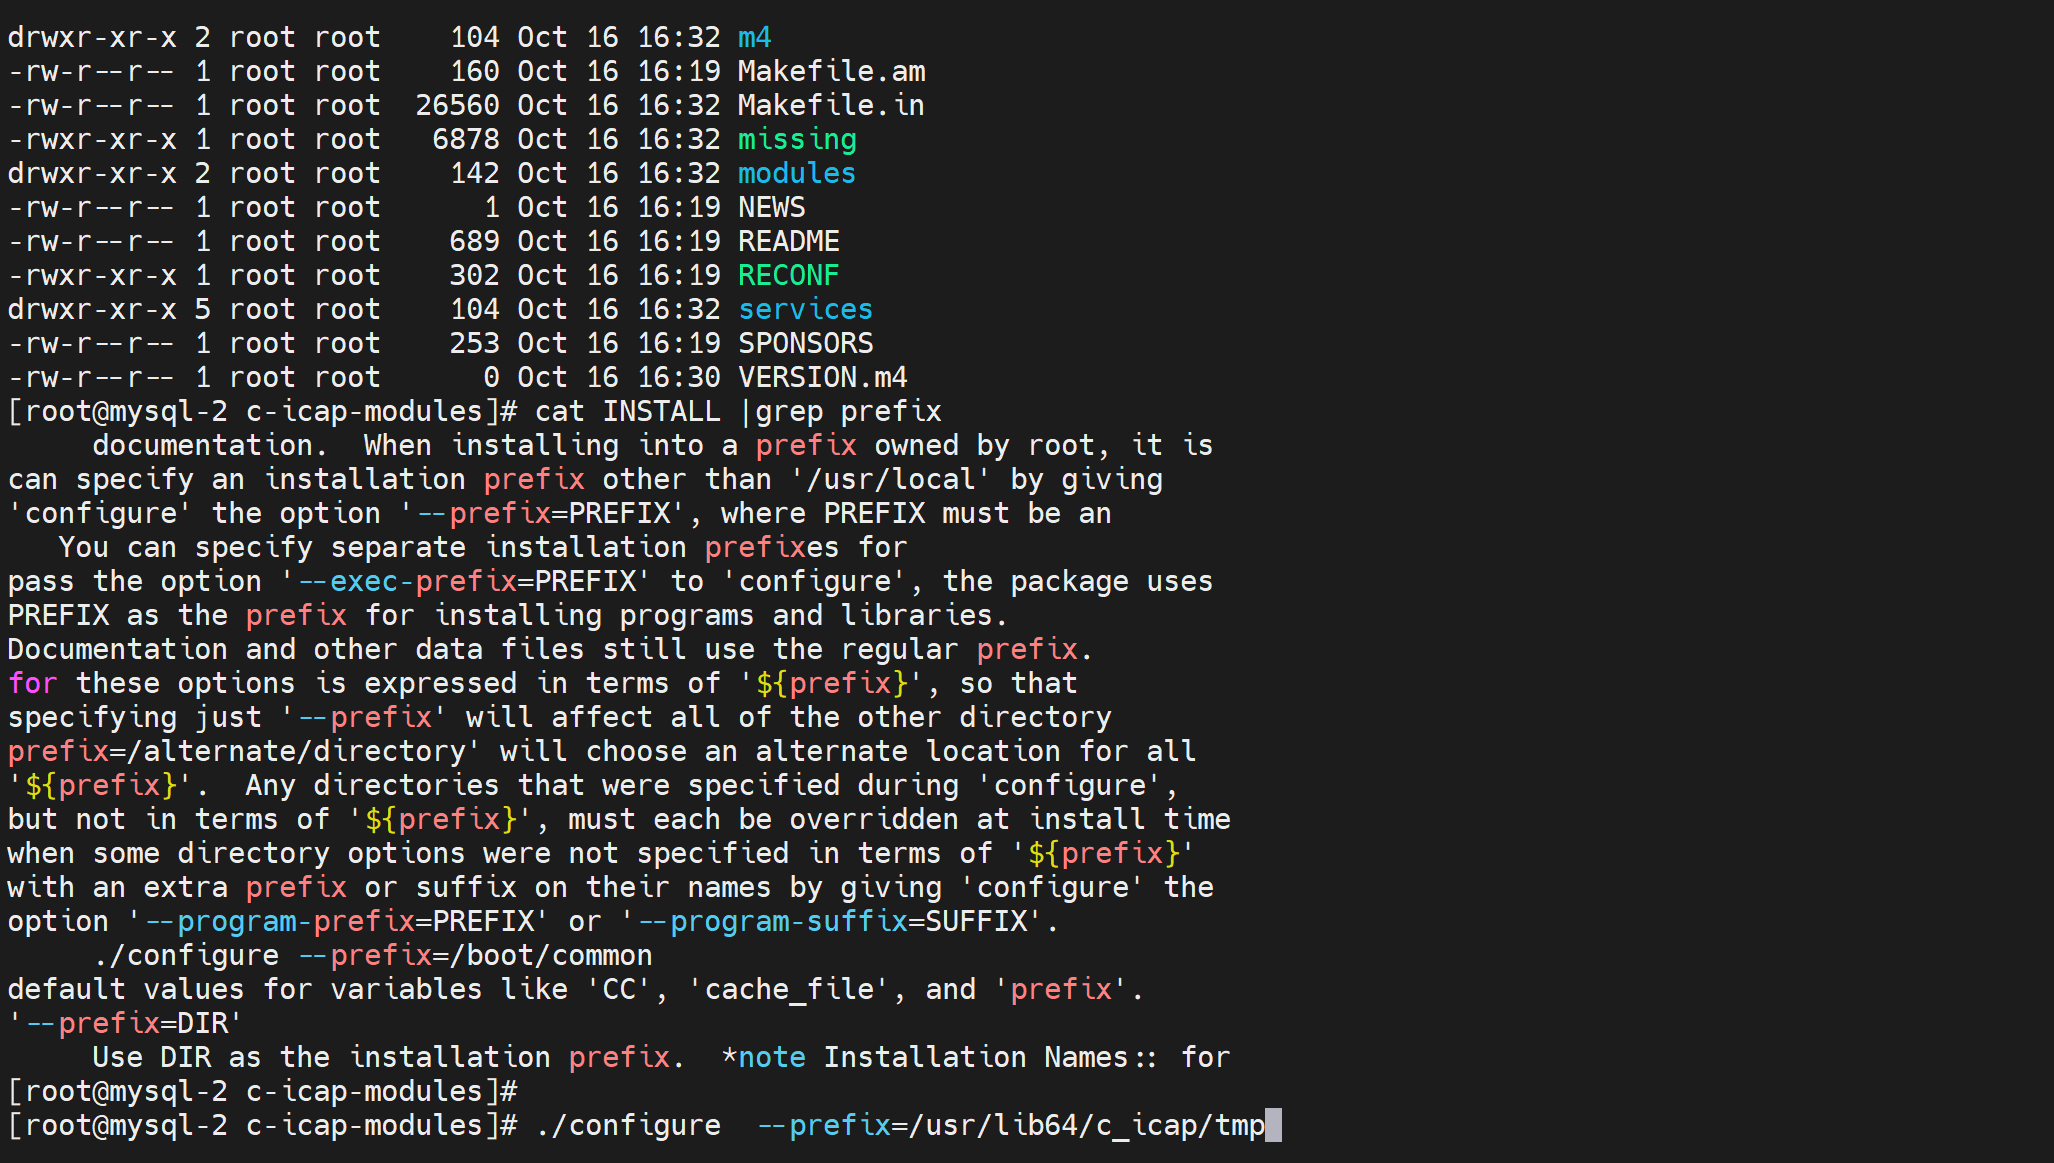 drwxr-xr-x 2 root root    104 Oct 16 16:32 m4
-rw-r--r-- 1 root root    160 Oct 16 16:19 Makefile.am
-rw-r--r-- 1 root root  26560 Oct 16 16:32 Makefile.in
-rwxr-xr-x 1 root root   6878 Oct 16 16:32 missing
drwxr-xr-x 2 root root    142 Oct 16 16:32 modules
-rw-r--r-- 1 root root      1 Oct 16 16:19 NEWS
-rw-r--r-- 1 root root    689 Oct 16 16:19 README
-rwxr-xr-x 1 root root    302 Oct 16 16:19 RECONF
drwxr-xr-x 5 root root    104 Oct 16 16:32 services
-rw-r--r-- 1 root root    253 Oct 16 16:19 SPONSORS
-rw-r--r-- 1 root root      0 Oct 16 16:30 VERSION.m4
[root@mysql-2 c-icap-modules]# cat INSTALL |grep prefix
     documentation.  When installing into a prefix owned by root, it is
can specify an installation prefix other than '/usr/local' by giving
'configure' the option '--prefix=PREFIX', where PREFIX must be an
   You can specify separate installation prefixes for
pass the option '--exec-prefix=PREFIX' to 'configure', the package uses
PREFIX as the prefix for installing programs and libraries.
Documentation and other data files still use the regular prefix.
for these options is expressed in terms of '${prefix}', so that
specifying just '--prefix' will affect all of the other directory
prefix=/alternate/directory' will choose an alternate location for all
'${prefix}'.  Any directories that were specified during 'configure',
but not in terms of '${prefix}', must each be overridden at install time
when some directory options were not specified in terms of '${prefix}'
with an extra prefix or suffix on their names by giving 'configure' the
option '--program-prefix=PREFIX' or '--program-suffix=SUFFIX'.
     ./configure --prefix=/boot/common
default values for variables like 'CC', 'cache_file', and 'prefix'.
'--prefix=DIR'
     Use DIR as the installation prefix.  *note Installation Names:: for
[root@mysql-2 c-icap-modules]#
[root@mysql-2 c-icap-modules]# ./configure  --prefix=/usr/lib64/c_icap/tmp